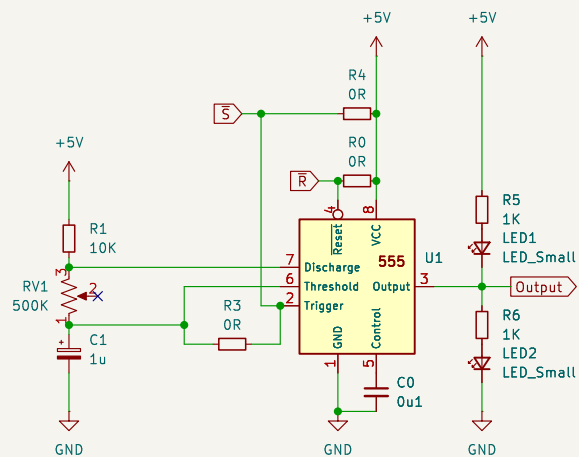 +5V
+5V
R4
0R
S
R0
0R
R
+5V
4
8
Reset
VCC
R1
10K
555
U1
R5
1K
LED1
LED_Small
3
2
RV1
500K
1
7
Discharge
6
Threshold
2
Trigger
Output
3
Output
R3
0R
GND
Control
R6
1K
LED2
LED_Small
+
C1
1u
1
5
C0
0u1
GND
GND
GND